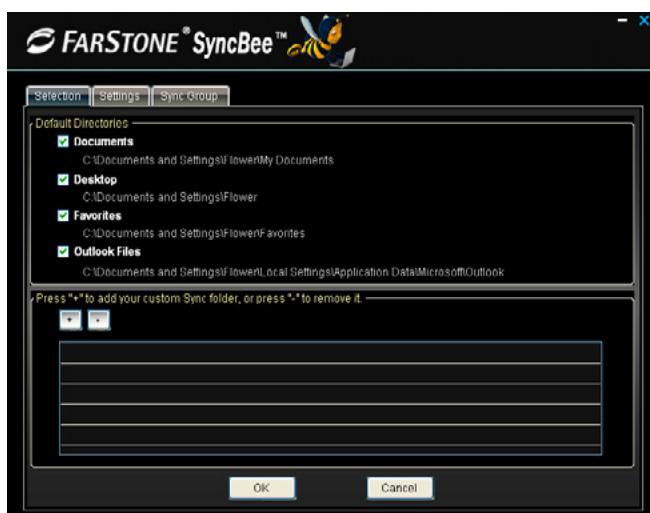 FARSTONE® SyncBee™
Selection Settings Sync Group
Default Directories
Documents
C:\Documents and Settings\Flower\My Documents
Desktop
C:\Documents and Settings\Flower
Favorites
C:\Documents and Settings\Flower\Favorites
Outlook Files
C:\Documents and Settings\Flower\Local Settings\Application Data\Microsoft\Outlook
Press "+" to add your custom Sync folder, or press "-" to remove it.
+ -
OK Cancel